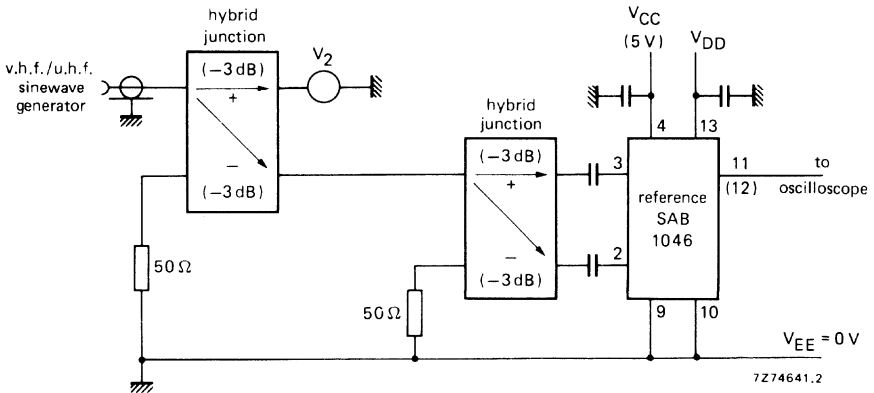 hybrid
junction
v.h.f./u.h.f.
sinewave
generator
(−3 dB)
+
−
(−3 dB)
V2
50 Ω
hybrid
junction
(−3 dB)
+
−
(−3 dB)
50 Ω
VCC
(5 V)
VDD
4
13
3
2
reference
SAB
1046
11
(12)
to
oscilloscope
9
10
VEE = 0 V
7Z74641.2